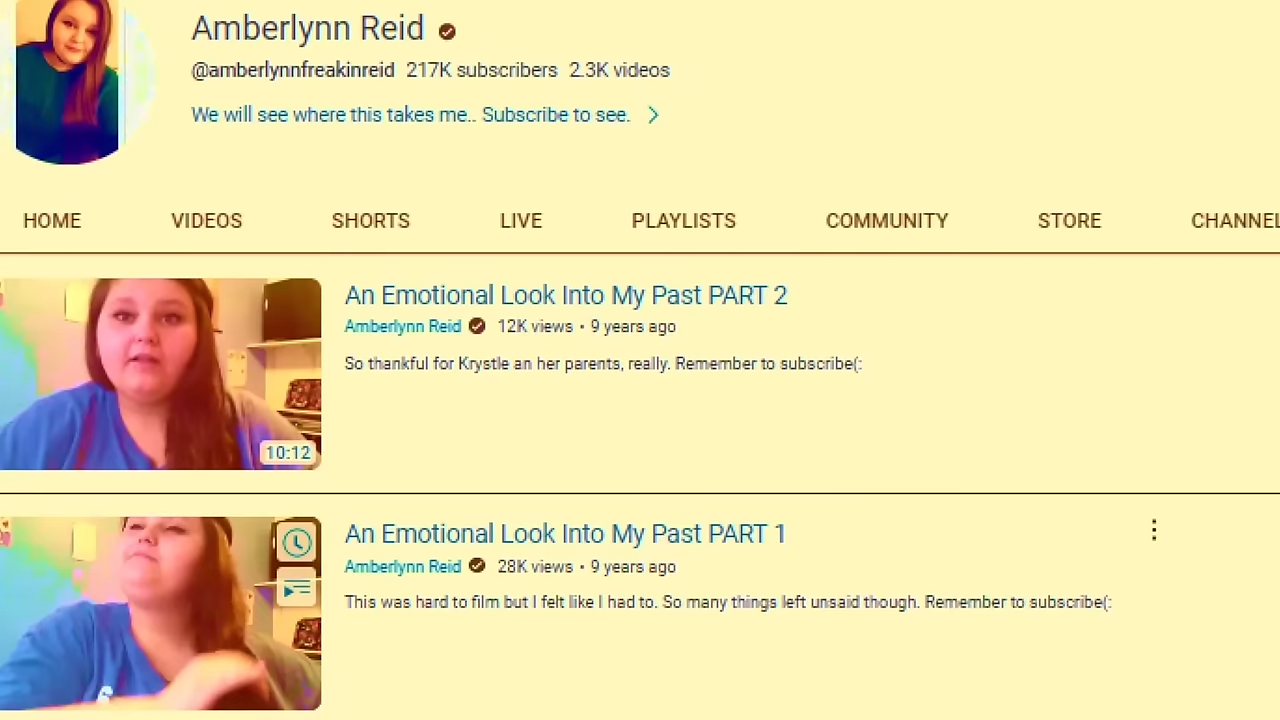 Amberlynn Reid
@amberlynnfreakinreid 217K subscribers 2.3K videos
We will see where this takes me.. Subscribe to see.
HOME VIDEOS SHORTS LIVE PLAYLISTS COMMUNITY STORE CHANNEL
An Emotional Look Into My Past PART 2
Amberlynn Reid 12K views • 9 years ago
So thankful for Krystle an her parents, really. Remember to subscribe(:
10:12
An Emotional Look Into My Past PART 1
Amberlynn Reid 28K views • 9 years ago
This was hard to film but I felt like I had to. So many things left unsaid though. Remember to subscribe(: